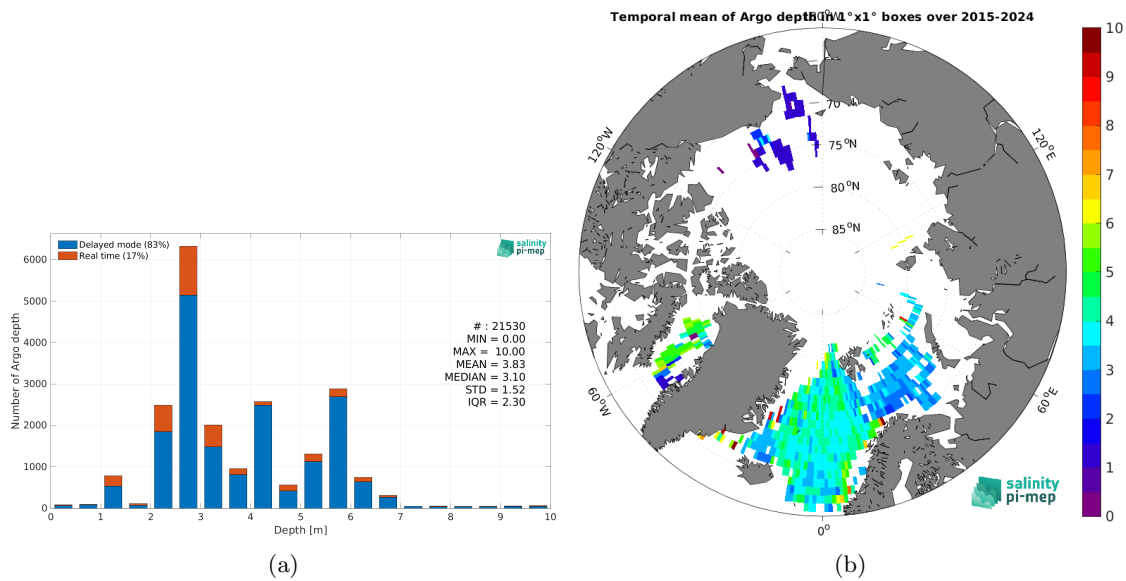 Delayed mode (83%)
Real time (17%)
salinity
pi-mep
# : 21530
MIN = 0.00
MAX = 10.00
MEAN = 3.83
MEDIAN = 3.10
STD = 1.52
IQR = 2.30
Number of Argo depth
6000
5000
4000
3000
2000
1000
0
0 1 2 3 4 5 6 7 8 9 10
Depth [m]
(a)
Temporal mean of Argo depth in 1°x1° boxes over 2015-2024
120°W
120°E
70
75°N
80°N
85°N
60°W
60°E
0°
salinity
pi-mep
10
9
8
7
6
5
4
3
2
1
0
(b)